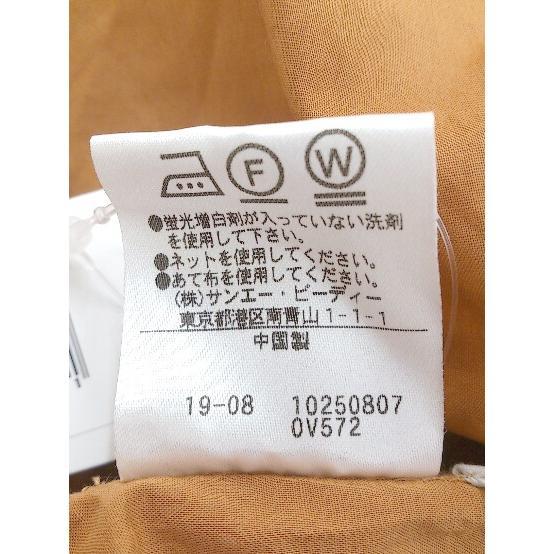 F W
●蛍光増白剤が入っていない洗剤
を使用して下さい。
●ネットを使用してください。
●あて布を使用してください。
(株)サンエー・ビーディー
東京都港区南青山1-1-1
中国製
19-08 10250807
0V572